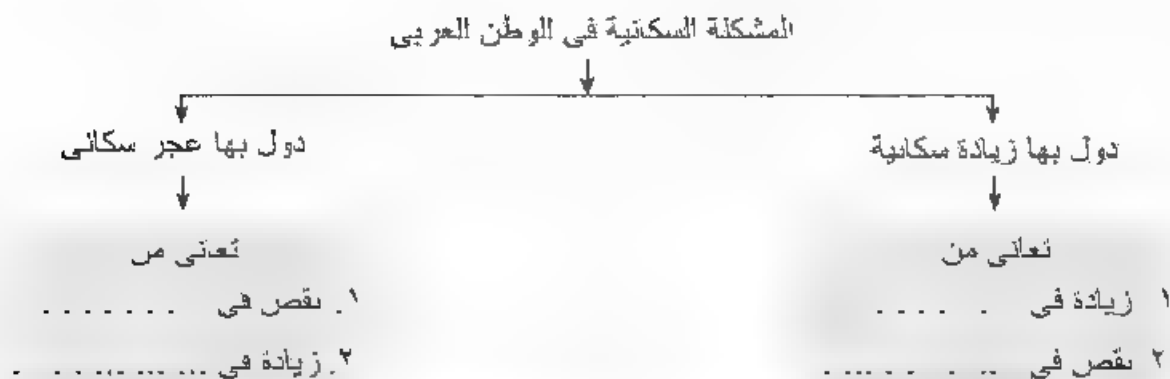 المشكلة السكانية فى الوطن العربى
دول بها زيادة سكانية
دول بها عجز سكانى
تعانى من
١ زيادة فى . . . . . .
٢ نقص فى . . . . . . . .
تعانى من
١. نقص فى . . . . . . . .
٢. زيادة فى . . . . . . . .